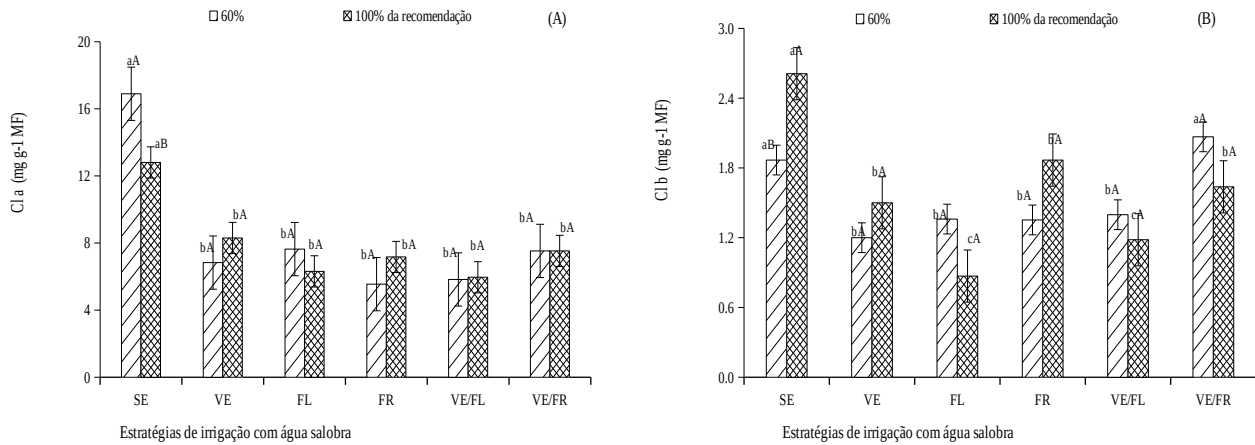 60%
100% da recomendação
(A)
Cl a (mg g-1 MF)
20
16
12
8
4
0
aA
aB
bA
bA
bA
bA
bA
bA
bA
bA
bA
bA
SE
VE
FL
FR
VE/FL
VE/FR
Estratégias de irrigação com água salobra
60%
100% da recomendação
(B)
Cl b (mg g-1 MF)
3.0
2.4
1.8
1.2
0.6
0.0
aB
aA
bA
bA
bA
cA
bA
bA
bA
cA
aA
bA
SE
VE
FL
FR
VE/FL
VE/FR
Estratégias de irrigação com água salobra